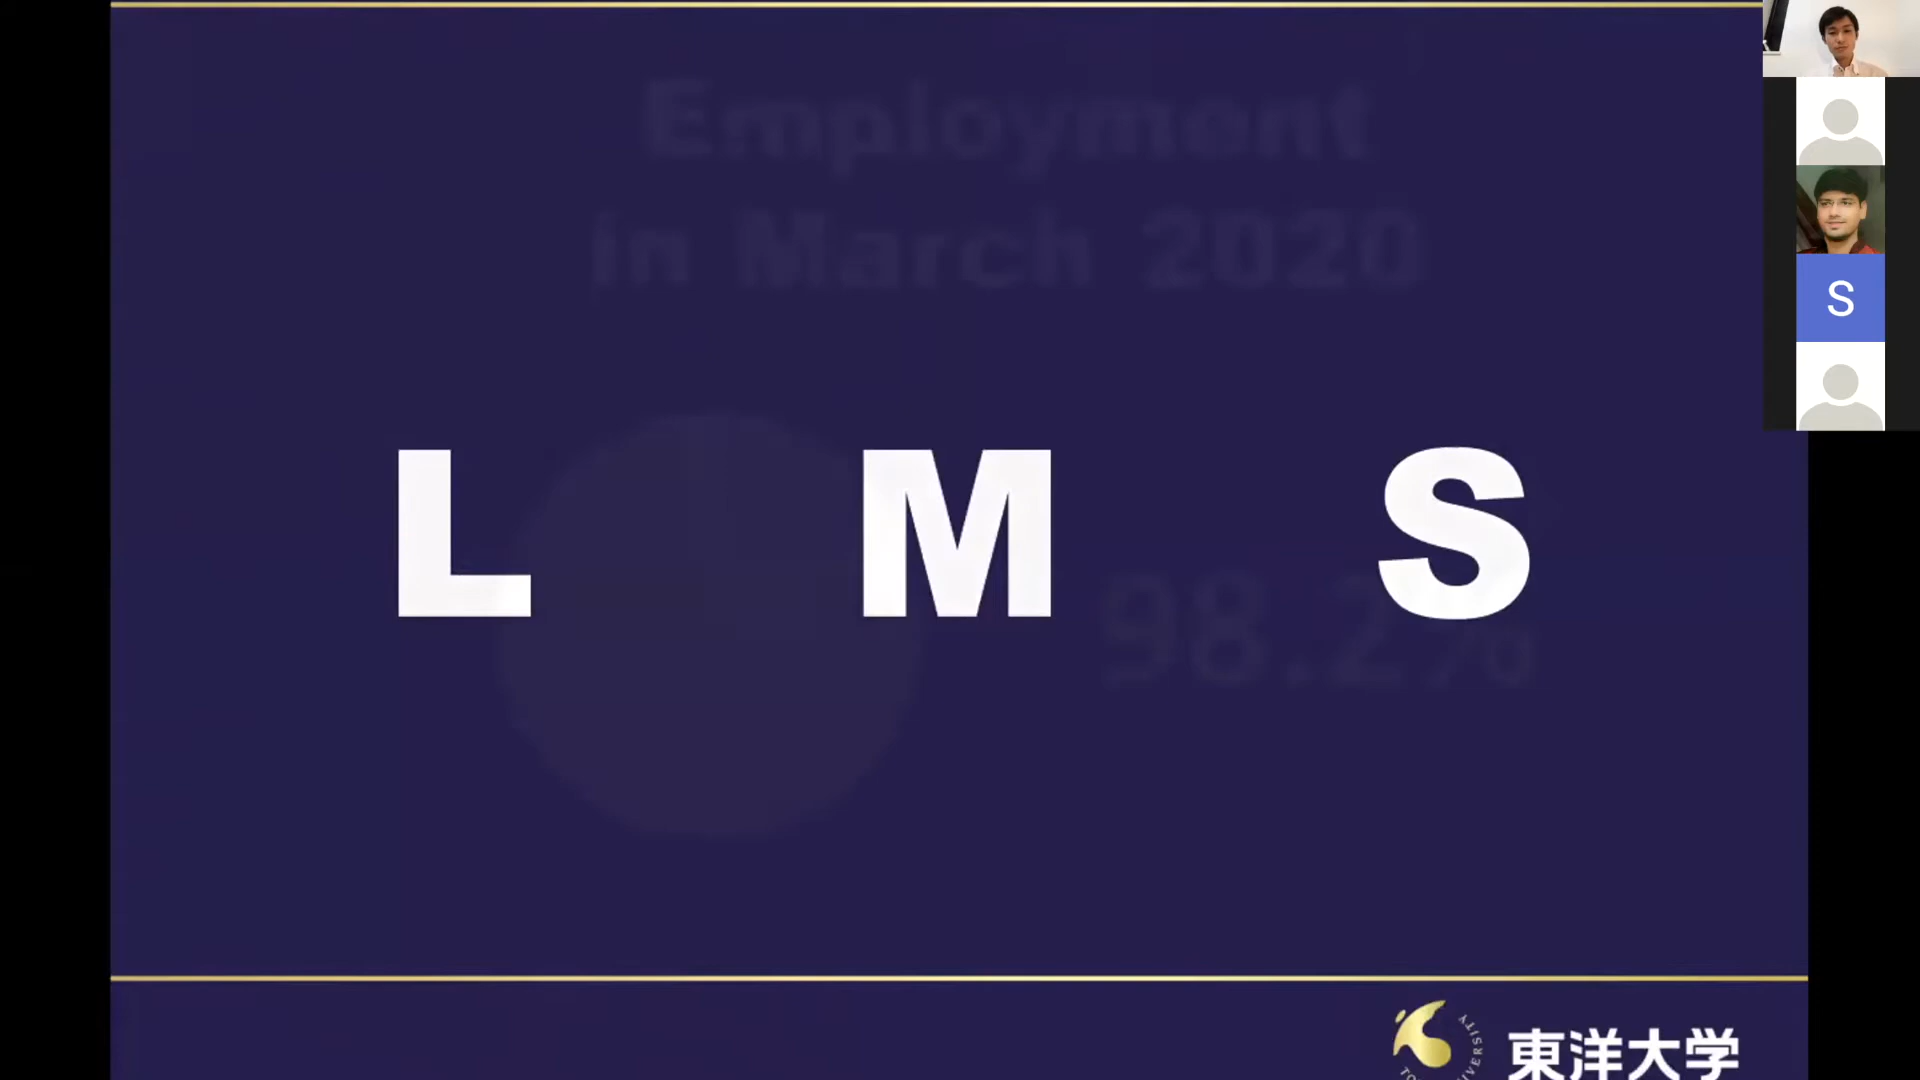 Employment
in March 2020
L M S
98.2%
S
東洋大学